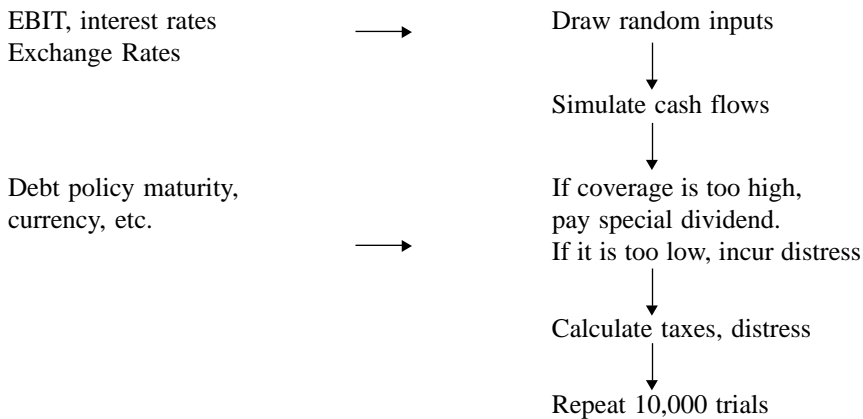 EBIT, interest rates
Exchange Rates
Draw random inputs
Simulate cash flows
Debt policy maturity,
currency, etc.
If coverage is too high,
pay special dividend.
If it is too low, incur distress
Calculate taxes, distress
Repeat 10,000 trials